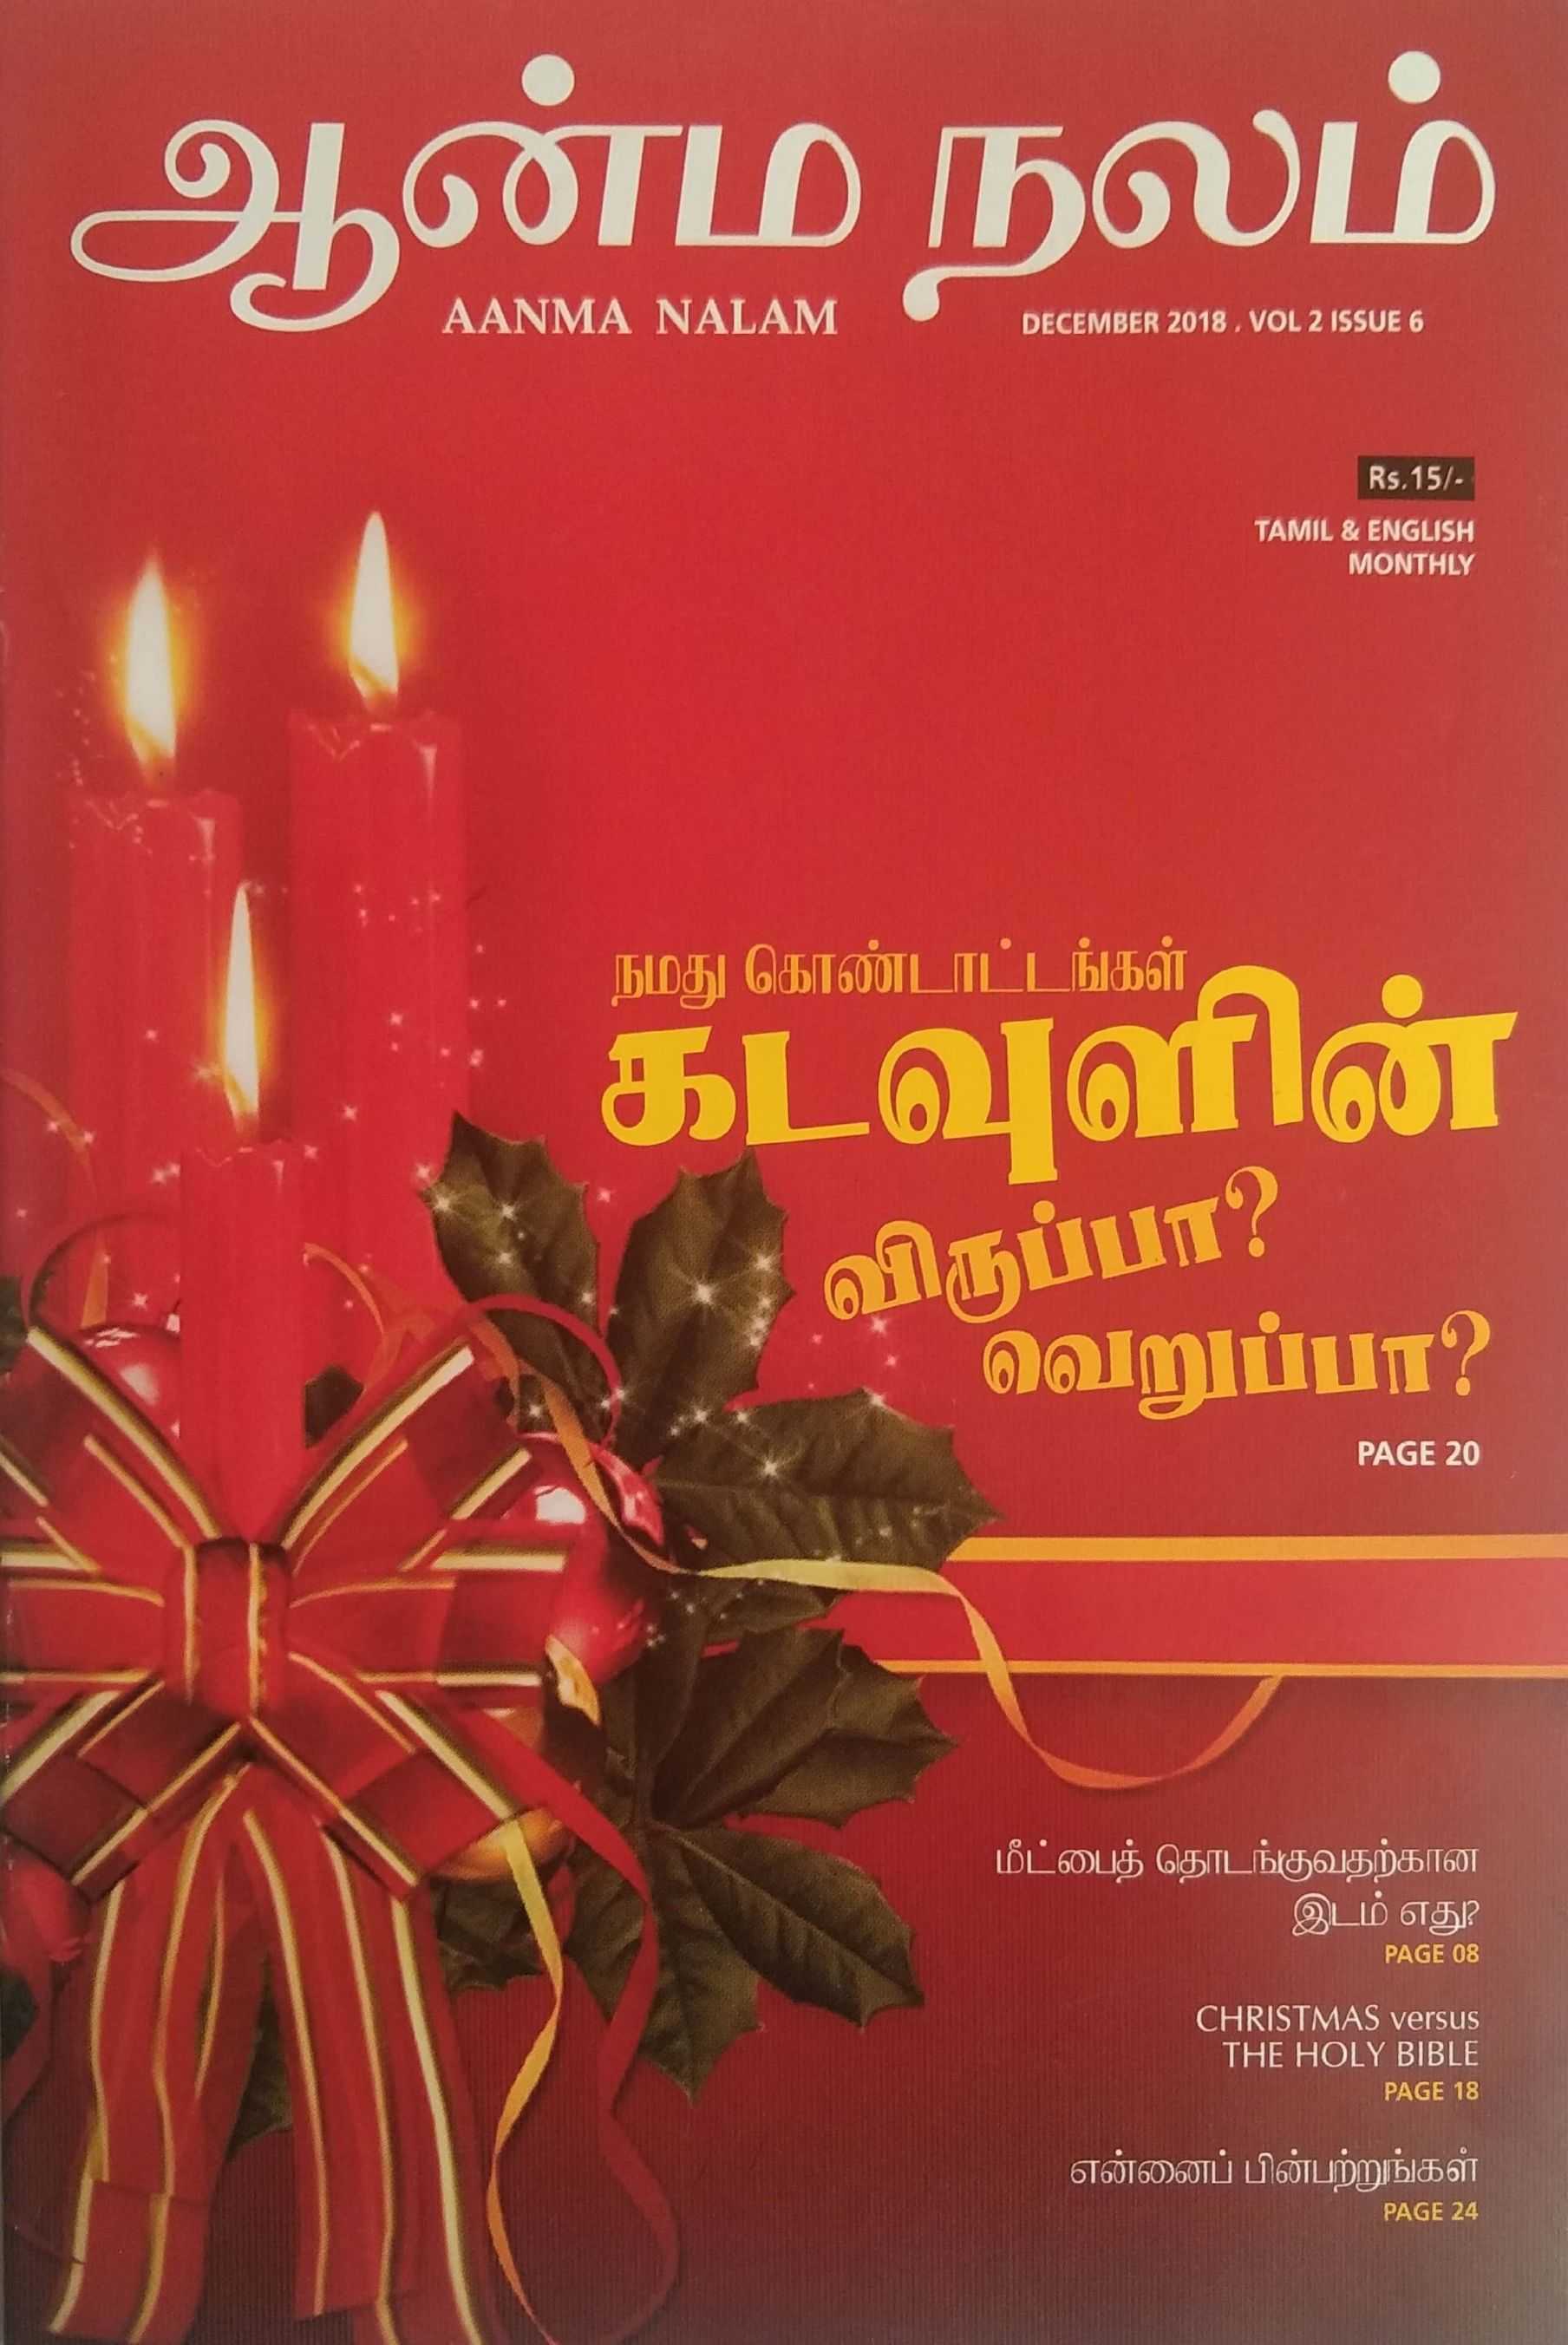 ஆன்ம நலம்
AANMA NALAM
DECEMBER 2018 . VOL 2 ISSUE 6
Rs.15/-
TAMIL & ENGLISH
MONTHLY
நமது கொண்டாட்டங்கள்
கடவுளின்
விருப்பா?
வெறுப்பா?
PAGE 20
மீட்பைத் தொடங்குவதற்கான
இடம் எது?
PAGE 08
CHRISTMAS versus
THE HOLY BIBLE
PAGE 18
என்னைப் பின்பற்றுங்கள்
PAGE 24